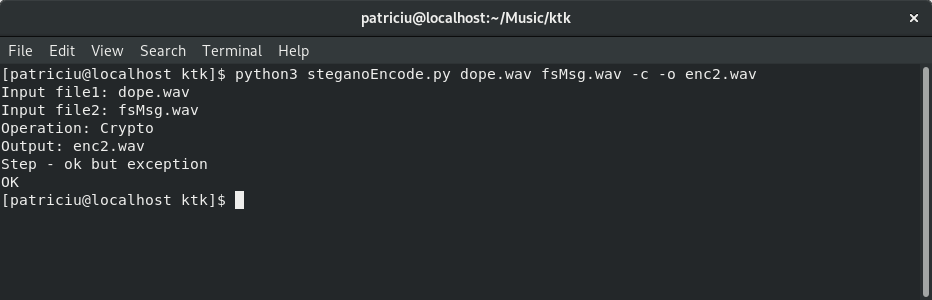 patriciu@localhost:~/Music/ktk ×
File Edit View Search Terminal Help
[patriciu@localhost ktk]$ python3 steganoEncode.py dope.wav fsMsg.wav -c -o enc2.wav
Input file1: dope.wav
Input file2: fsMsg.wav
Operation: Crypto
Output: enc2.wav
Step - ok but exception
OK
[patriciu@localhost ktk]$